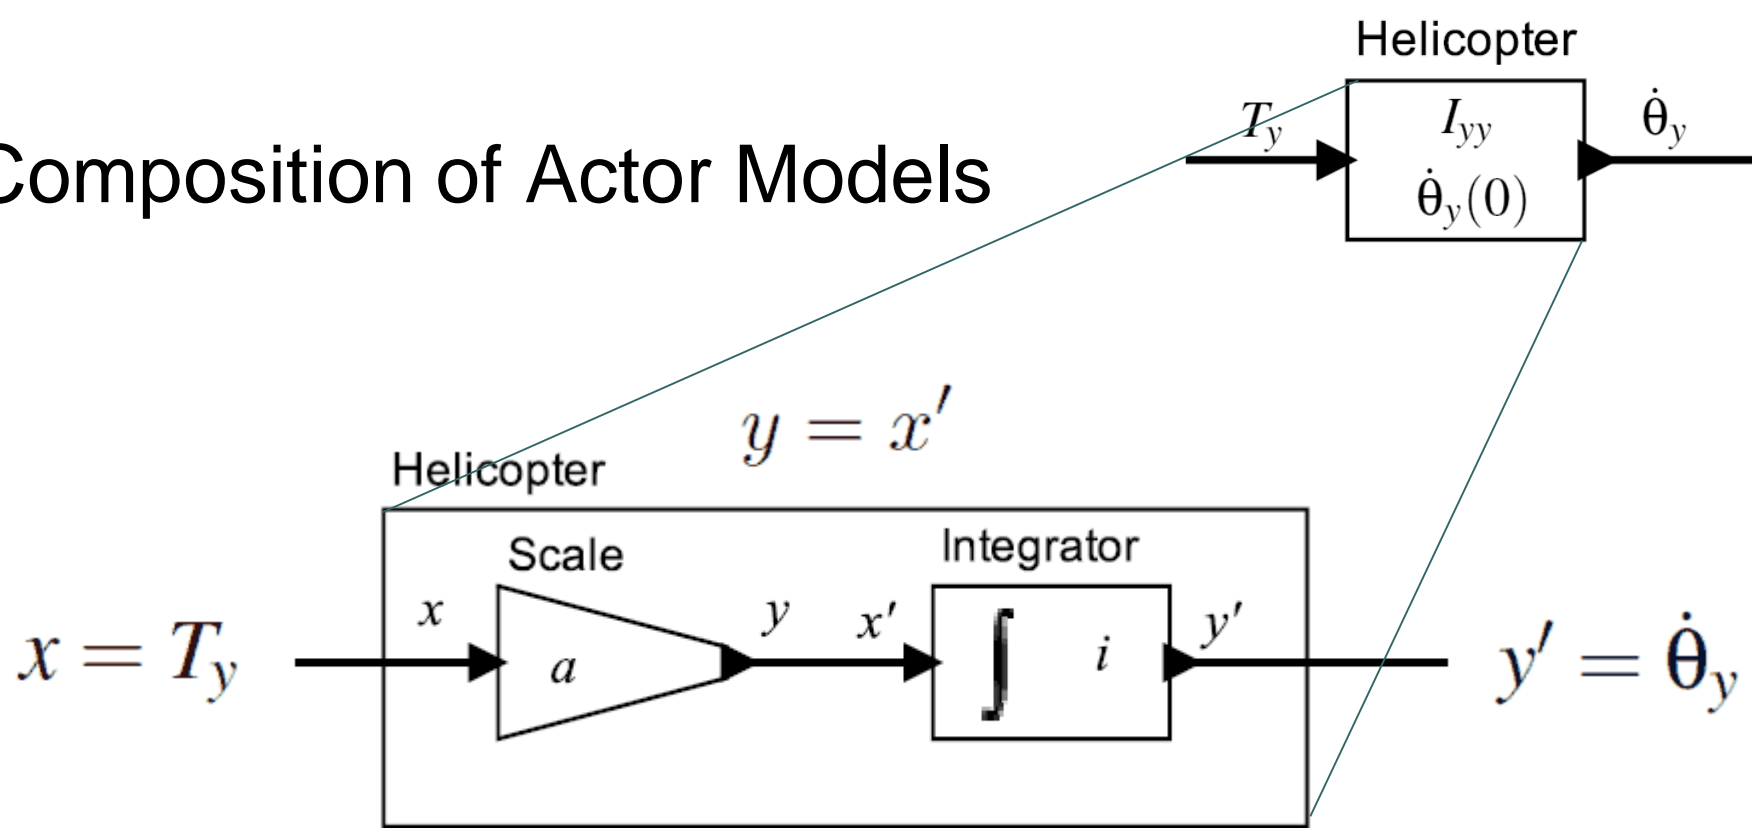 Helicopter
T_y
I_yy
θ̇_y(0)
θ̇_y
Composition of Actor Models
y = x′
Helicopter
Scale
Integrator
x = T_y
x
a
y
x′
∫ i
y′
y′ = θ̇_y